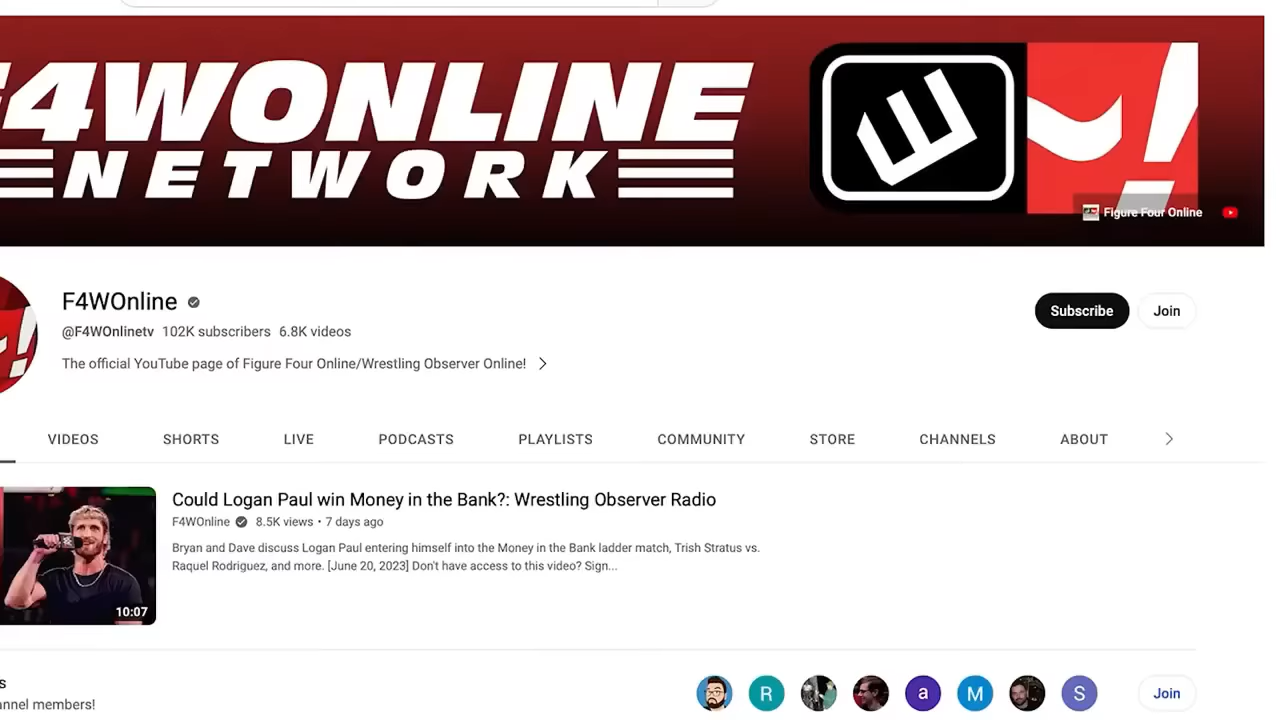 F4WONLINE
NETWORK
Figure Four Online
F4WOnline
@F4WOnlinetv 102K subscribers 6.8K videos
Subscribe
Join
The official YouTube page of Figure Four Online/Wrestling Observer Online!
VIDEOS SHORTS LIVE PODCASTS PLAYLISTS COMMUNITY STORE CHANNELS ABOUT
Could Logan Paul win Money in the Bank?: Wrestling Observer Radio
F4WOnline 8.5K views • 7 days ago
Bryan and Dave discuss Logan Paul entering himself into the Money in the Bank ladder match, Trish Stratus vs.
Raquel Rodriguez, and more. [June 20, 2023] Don't have access to this video? Sign...
10:07
R a M S
Join
channel members!